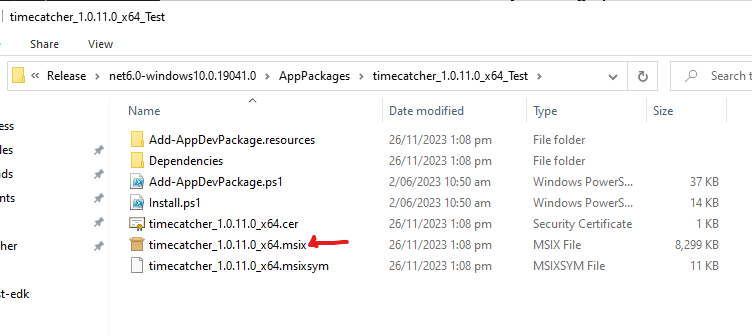 timecatcher_1.0.11.0_x64_Test
Share View
« Release > net6.0-windows10.0.19041.0 > AppPackages > timecatcher_1.0.11.0_x64_Test > Search t
Name Date modified Type Size
Add-AppDevPackage.resources 26/11/2023 1:08 pm File folder
Dependencies 26/11/2023 1:08 pm File folder
Add-AppDevPackage.ps1 2/06/2023 10:50 am Windows PowerS... 37 KB
Install.ps1 2/06/2023 10:50 am Windows PowerS... 14 KB
timecatcher_1.0.11.0_x64.cer 26/11/2023 1:08 pm Security Certificate 1 KB
timecatcher_1.0.11.0_x64.msix 26/11/2023 1:08 pm MSIX File 8,299 KB
timecatcher_1.0.11.0_x64.msixsym 26/11/2023 1:08 pm MSIXSYM File 11 KB
ess
les
ds
nts
her
t-edk